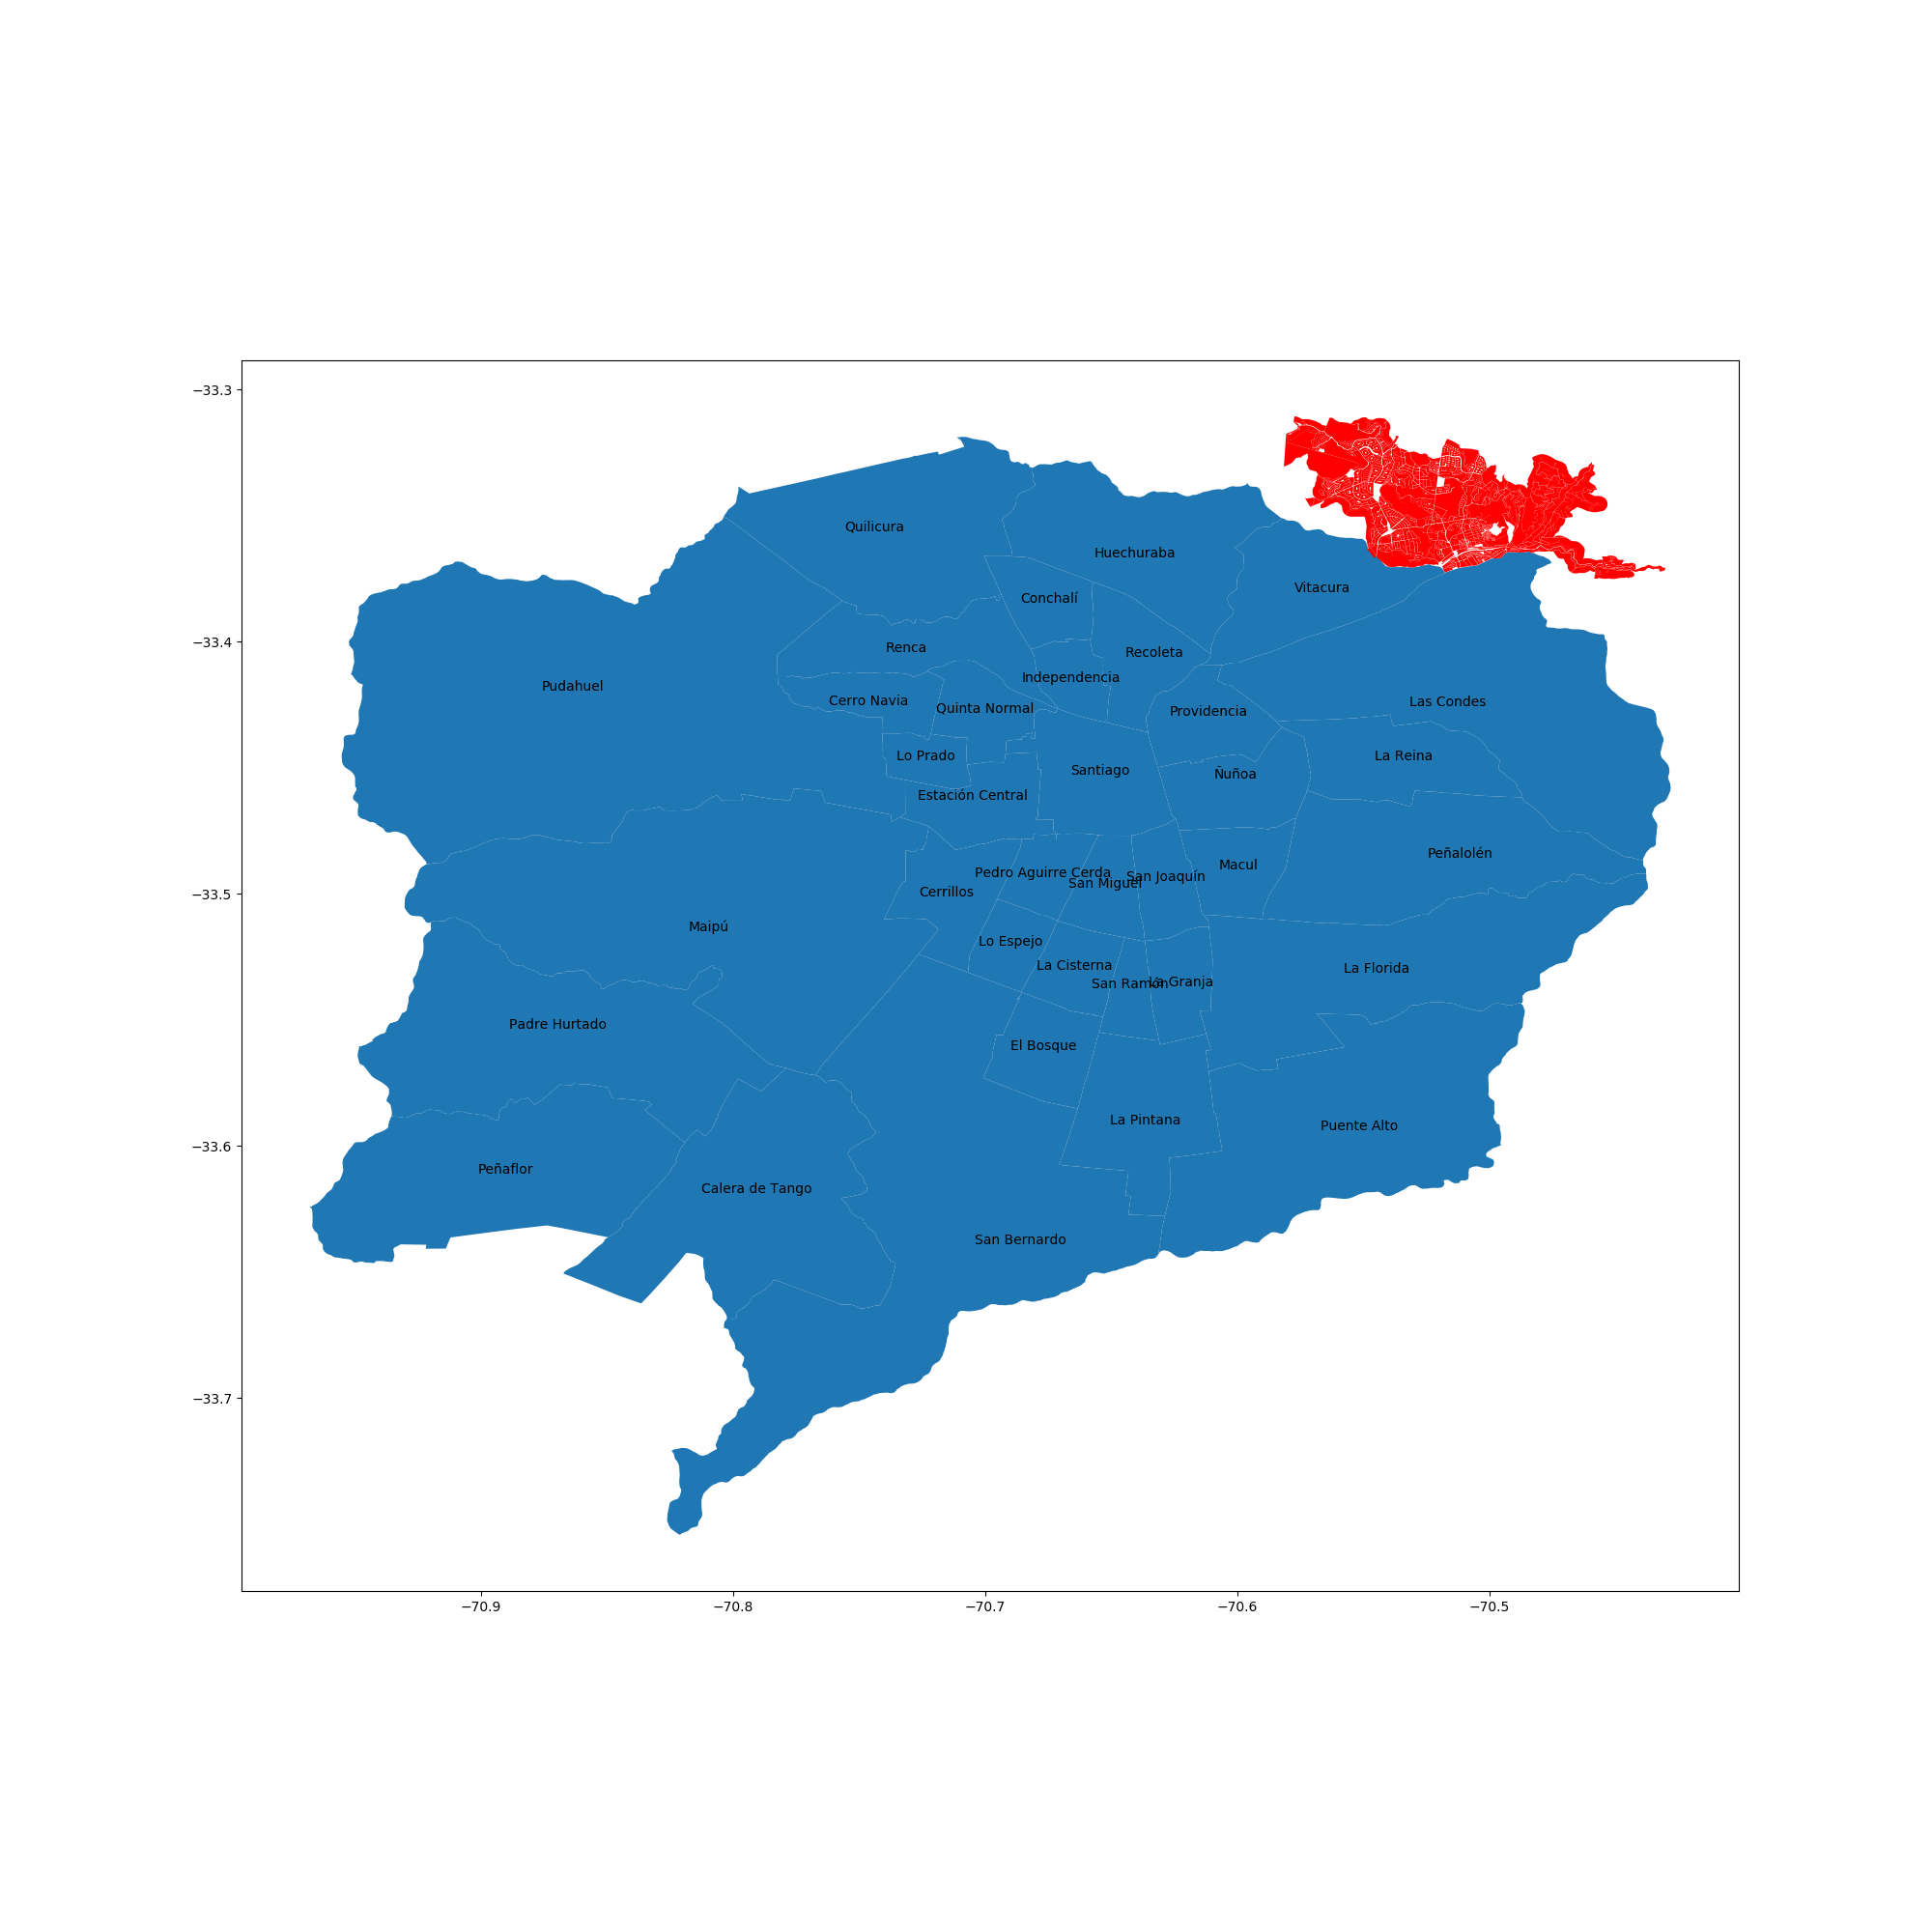 −33.3
−33.4
−33.5
−33.6
−33.7
Quilicura
Huechuraba
Vitacura
Conchalí
Renca
Recoleta
Independencia
Pudahuel
Cerro Navia
Quinta Normal
Providencia
Las Condes
Lo Prado
Santiago
Ñuñoa
La Reina
Estación Central
Peñalolén
Pedro Aguirre Cerda
San Miguel
San Joaquín
Macul
Cerrillos
Maipú
Lo Espejo
La Cisterna
San Ramón
La Granja
La Florida
Padre Hurtado
El Bosque
La Pintana
Puente Alto
Peñaflor
Calera de Tango
San Bernardo
−70.9
−70.8
−70.7
−70.6
−70.5